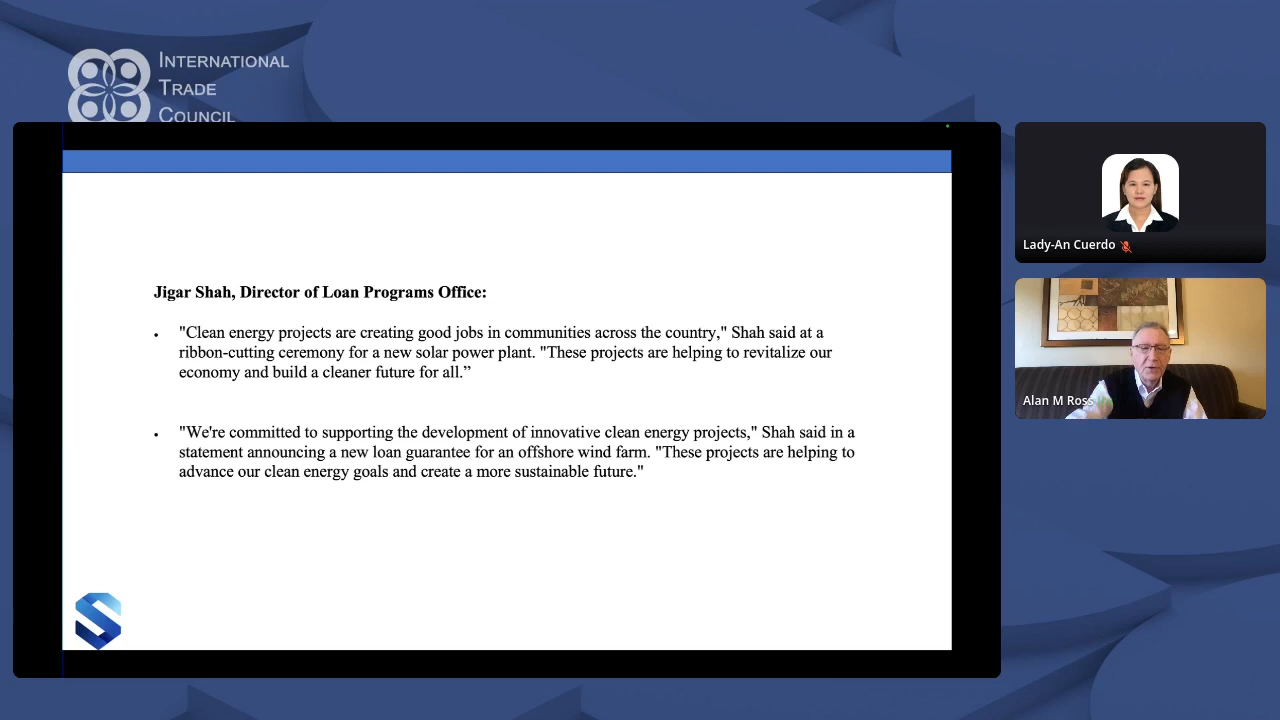 INTERNATIONAL
TRADE
COUNCIL
Jigar Shah, Director of Loan Programs Office:
• "Clean energy projects are creating good jobs in communities across the country," Shah said at a
ribbon-cutting ceremony for a new solar power plant. "These projects are helping to revitalize our
economy and build a cleaner future for all.”
• "We're committed to supporting the development of innovative clean energy projects," Shah said in a
statement announcing a new loan guarantee for an offshore wind farm. "These projects are helping to
advance our clean energy goals and create a more sustainable future."
Lady-An Cuerdo
Alan M Ross